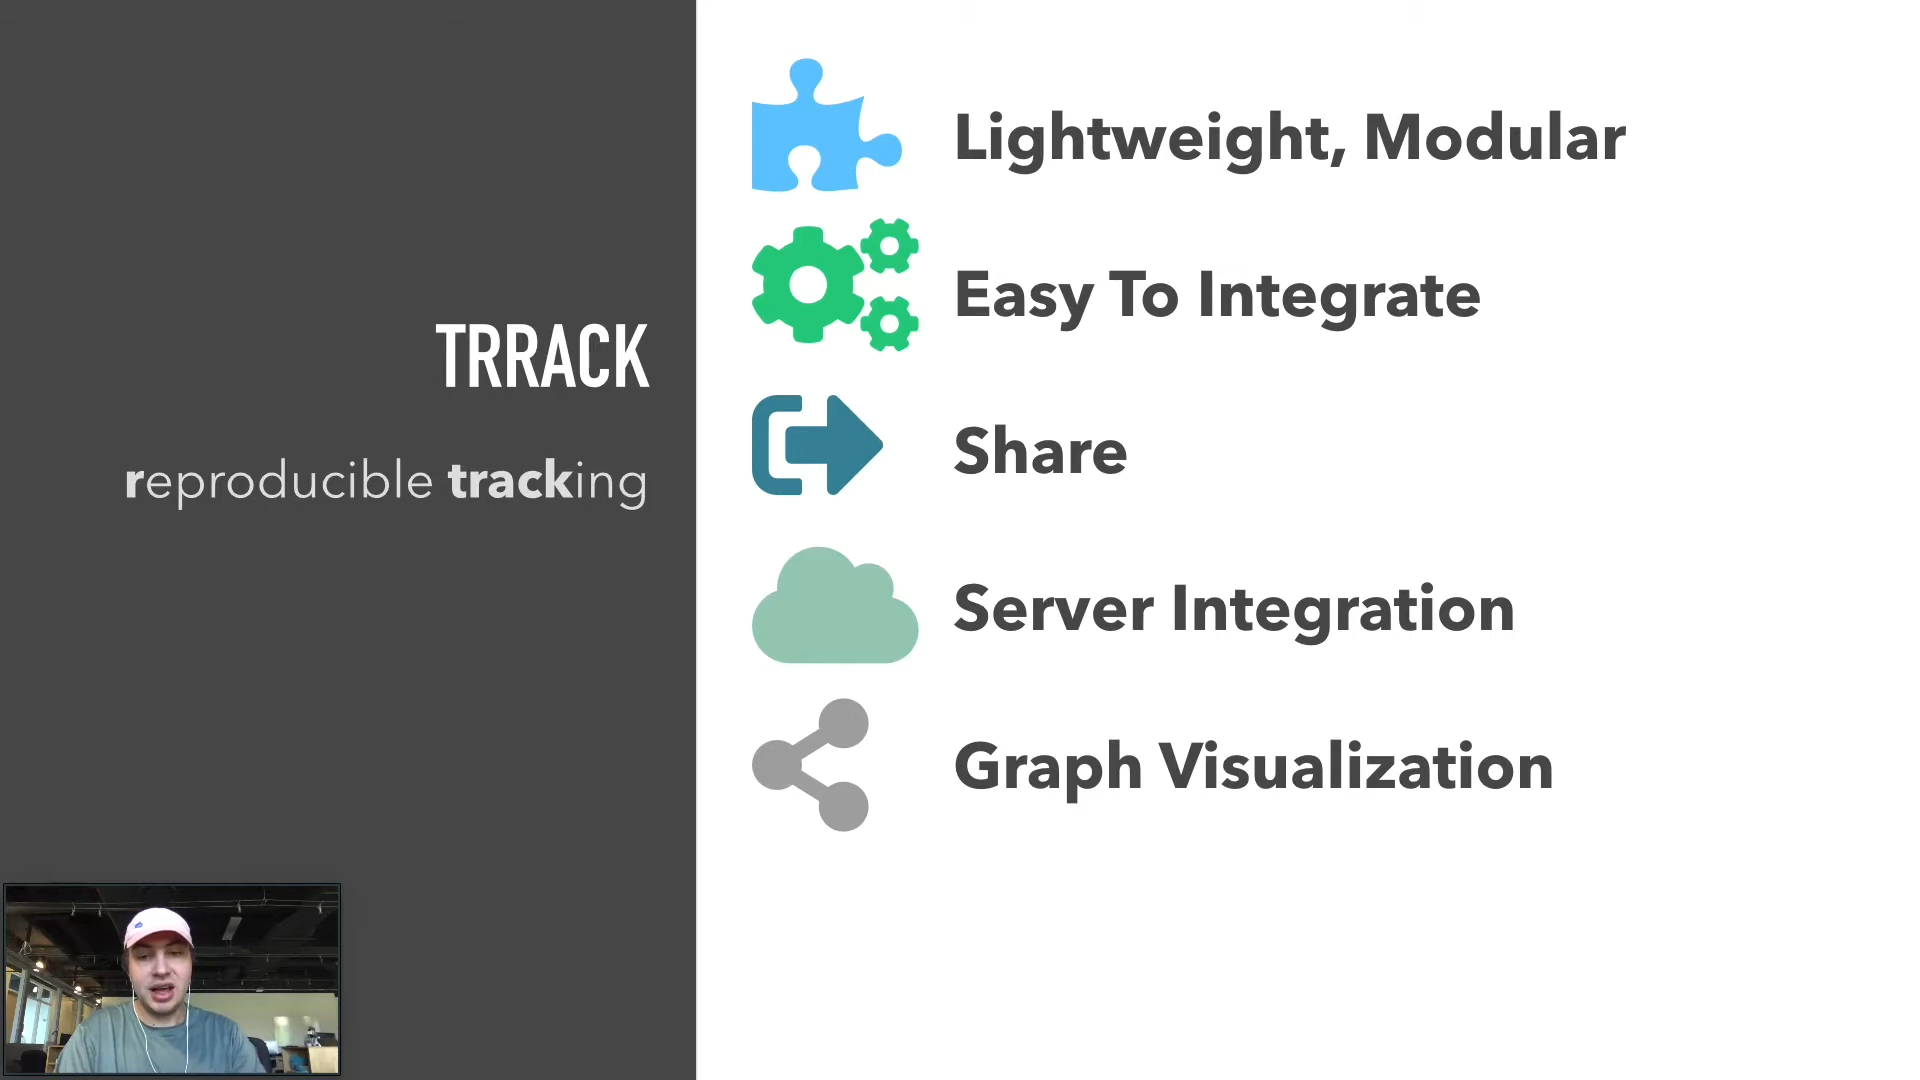 TRRACK
reproducible tracking
Lightweight, Modular
Easy To Integrate
Share
Server Integration
Graph Visualization